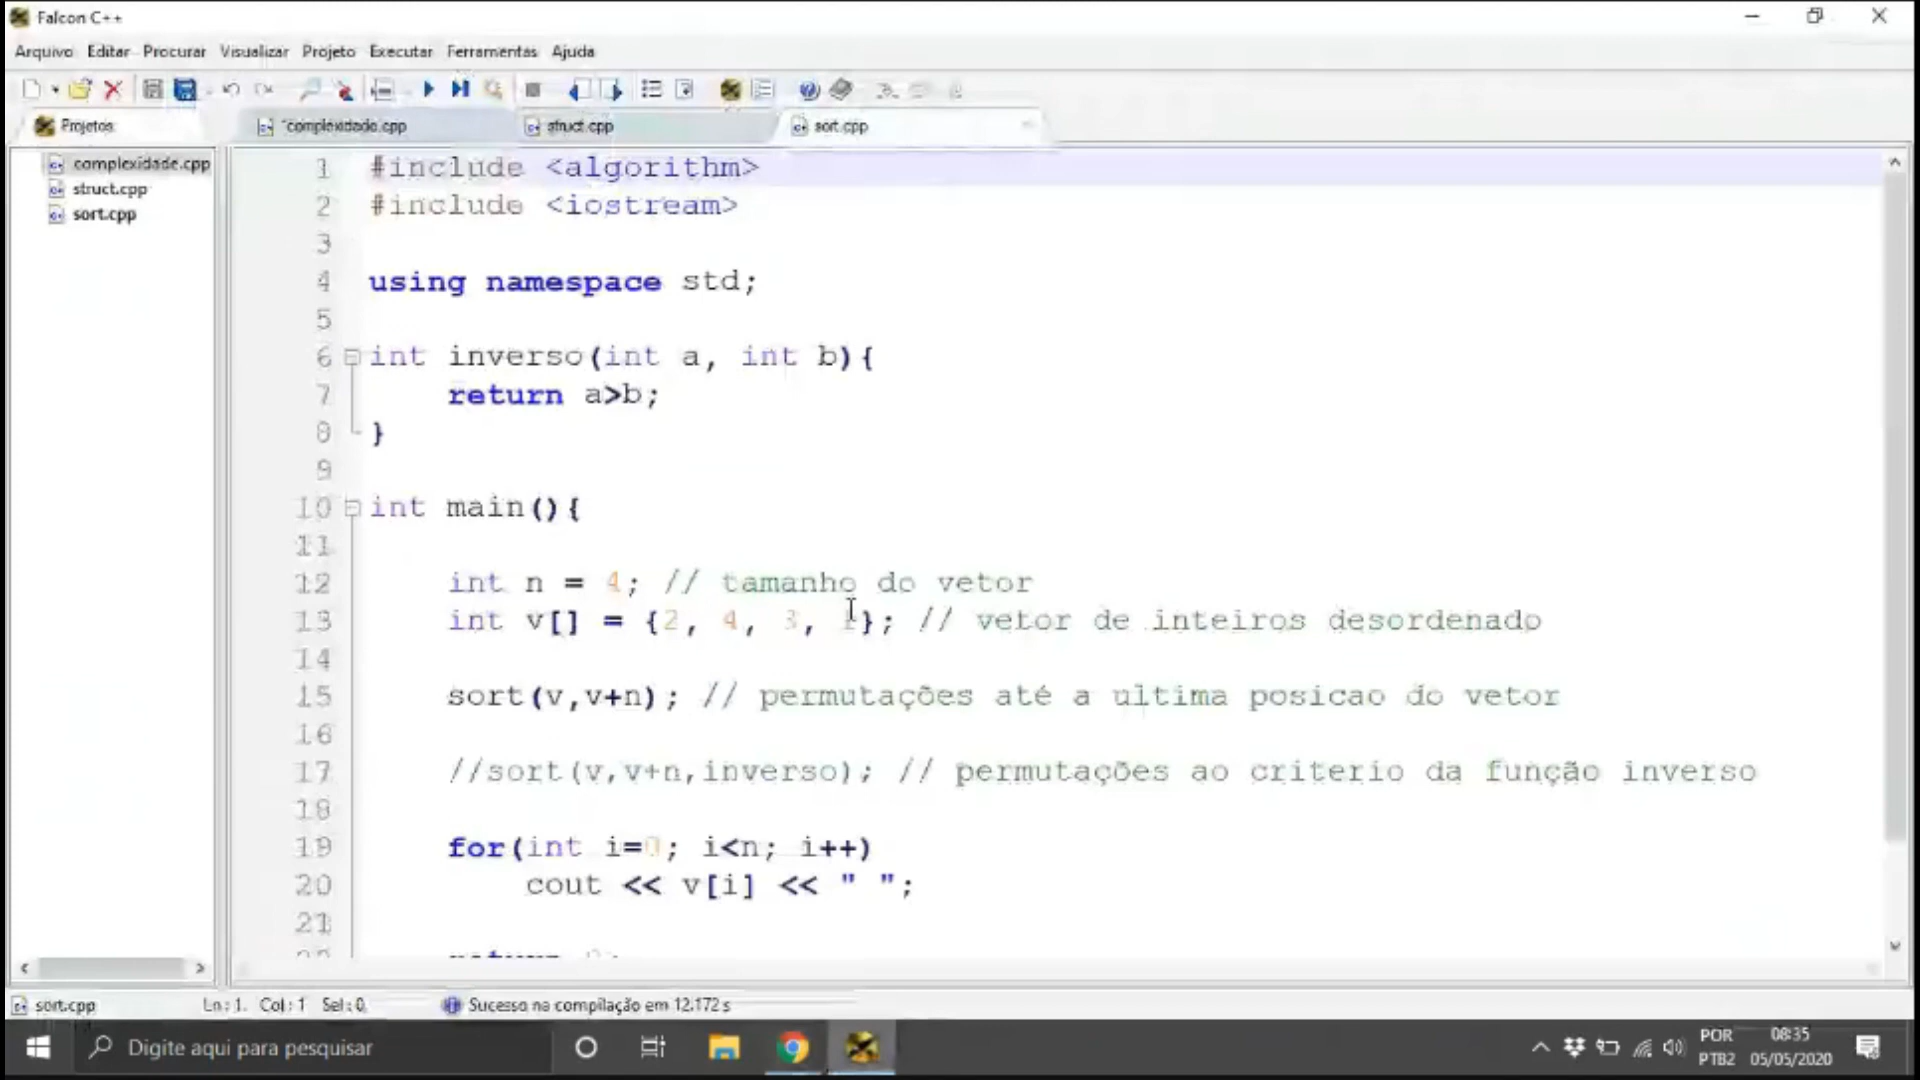 Falcon C++
Arquivo Editar Procurar Visualizar Projeto Executar Ferramentas Ajuda
Projetos
*complexidade.cpp struct.cpp sort.cpp
complexidade.cpp
struct.cpp
sort.cpp
1 #include <algorithm>
2 #include <iostream>
3
4 using namespace std;
5
6 int inverso(int a, int b){
7 return a>b;
8 }
9
10 int main(){
11
12 int n = 4; // tamanho do vetor
13 int v[] = {2, 4, 3, 1}; // vetor de inteiros desordenado
14
15 sort(v,v+n); // permutações até a ultima posicao do vetor
16
17 //sort(v,v+n,inverso); // permutações ao criterio da função inverso
18
19 for(int i=0; i<n; i++)
20 cout << v[i] << " ";
21
22 return 0;
sort.cpp Ln : 1. Col : 1 Sel : 0. Sucesso na compilação em 12.172 s
Digite aqui para pesquisar
POR 08:35
PTB2 05/05/2020